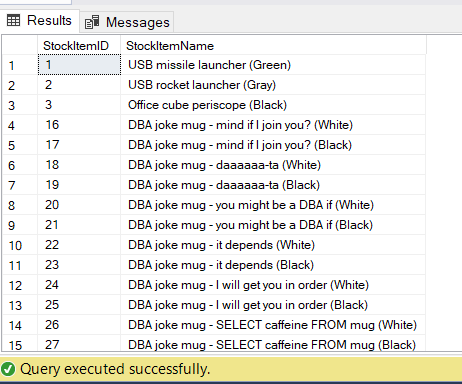 Results Messages
StockItemID StockItemName
1 1 USB missile launcher (Green)
2 2 USB rocket launcher (Gray)
3 3 Office cube periscope (Black)
4 16 DBA joke mug - mind if I join you? (White)
5 17 DBA joke mug - mind if I join you? (Black)
6 18 DBA joke mug - daaaaaa-ta (White)
7 19 DBA joke mug - daaaaaa-ta (Black)
8 20 DBA joke mug - you might be a DBA if (White)
9 21 DBA joke mug - you might be a DBA if (Black)
10 22 DBA joke mug - it depends (White)
11 23 DBA joke mug - it depends (Black)
12 24 DBA joke mug - I will get you in order (White)
13 25 DBA joke mug - I will get you in order (Black)
14 26 DBA joke mug - SELECT caffeine FROM mug (White)
15 27 DBA joke mug - SELECT caffeine FROM mug (Black)
Query executed successfully.